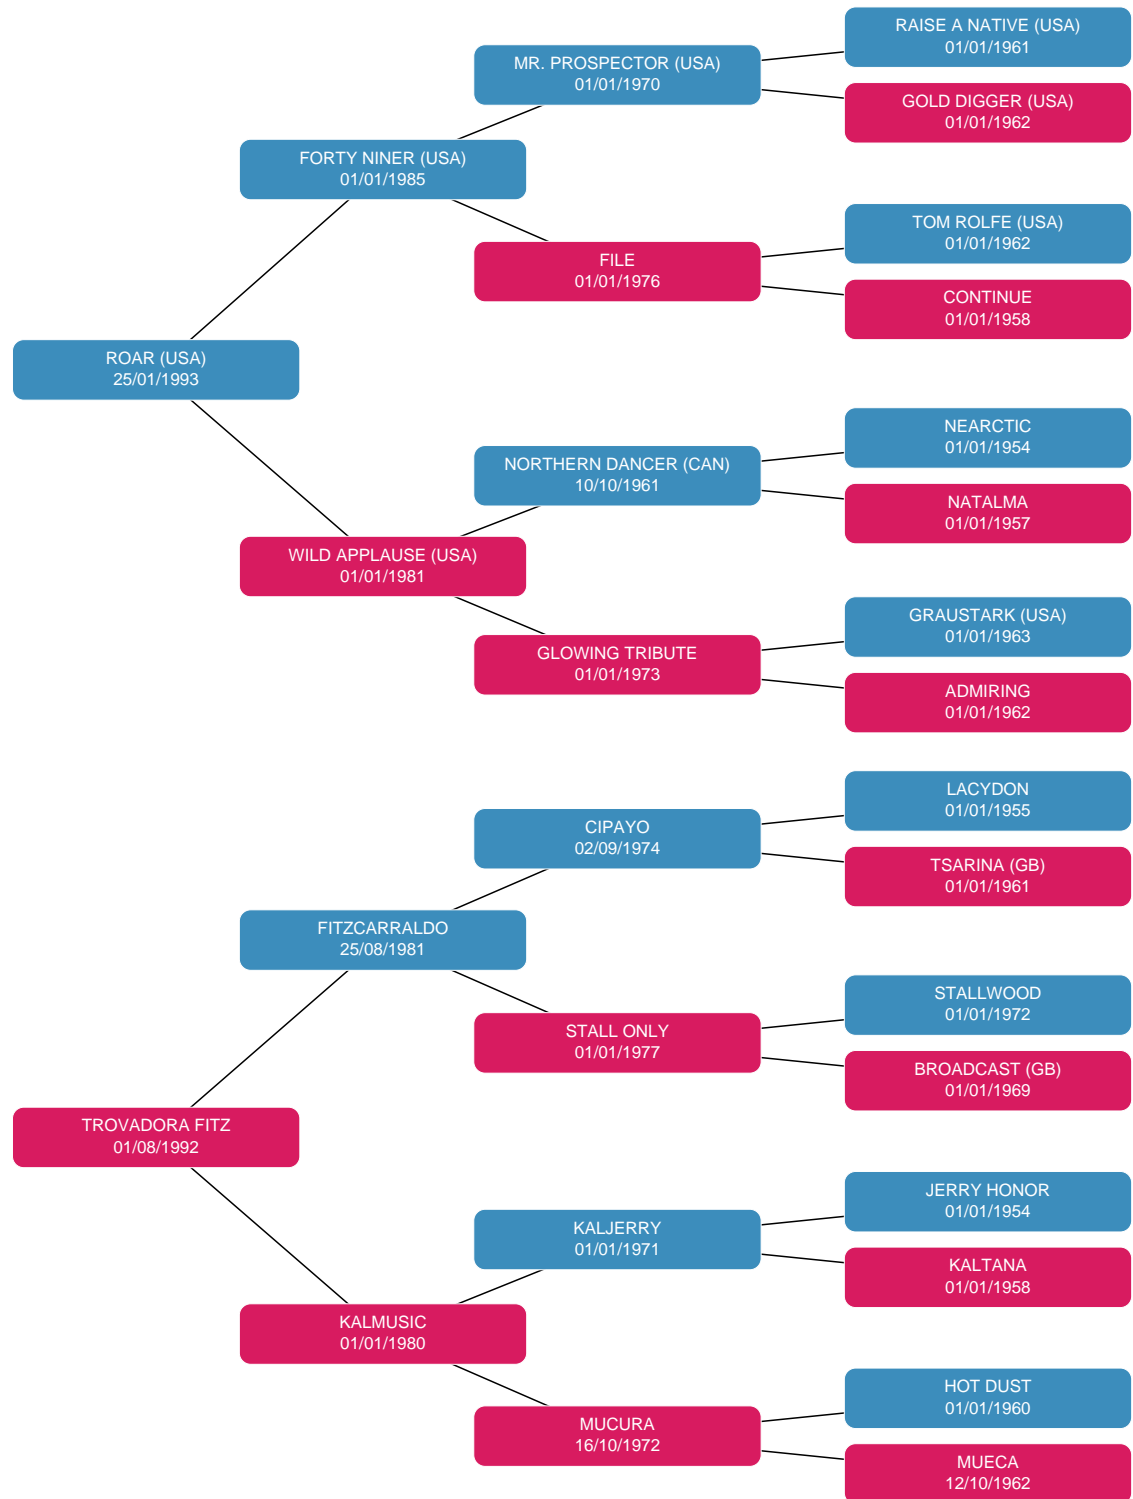 RAISE A NATIVE (USA)
01/01/1961
MR. PROSPECTOR (USA)
01/01/1970
GOLD DIGGER (USA)
01/01/1962
FORTY NINER (USA)
01/01/1985
TOM ROLFE (USA)
01/01/1962
FILE
01/01/1976
CONTINUE
01/01/1958
ROAR (USA)
25/01/1993
NEARCTIC
01/01/1954
NORTHERN DANCER (CAN)
10/10/1961
NATALMA
01/01/1957
WILD APPLAUSE (USA)
01/01/1981
GRAUSTARK (USA)
01/01/1963
GLOWING TRIBUTE
01/01/1973
ADMIRING
01/01/1962
LACYDON
01/01/1955
CIPAYO
02/09/1974
TSARINA (GB)
01/01/1961
FITZCARRALDO
25/08/1981
STALLWOOD
01/01/1972
STALL ONLY
01/01/1977
BROADCAST (GB)
01/01/1969
TROVADORA FITZ
01/08/1992
JERRY HONOR
01/01/1954
KALJERRY
01/01/1971
KALTANA
01/01/1958
KALMUSIC
01/01/1980
HOT DUST
01/01/1960
MUCURA
16/10/1972
MUECA
12/10/1962